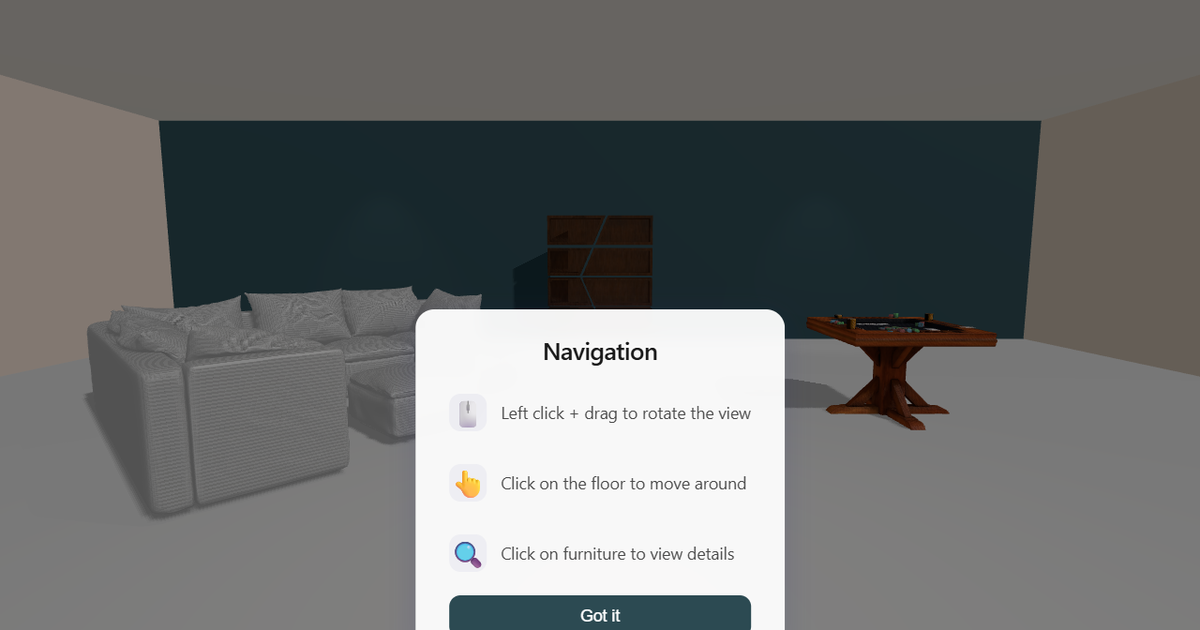 Navigation
Left click + drag to rotate the view
Click on the floor to move around
Click on furniture to view details
Got it